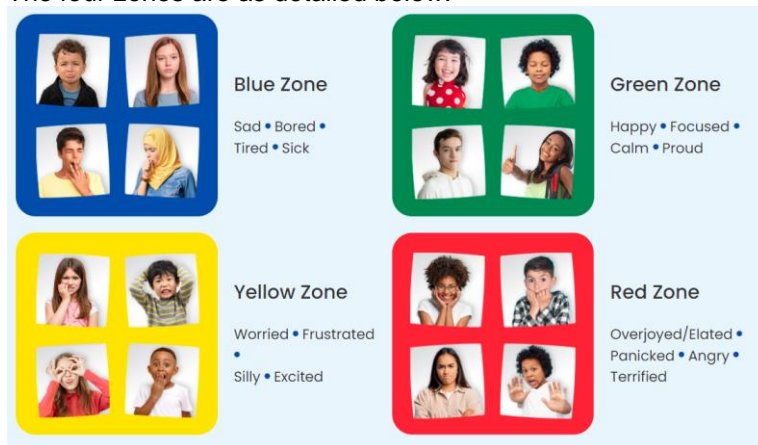 The four zones are as detailed below:
Blue Zone
Sad • Bored •
Tired • Sick
Green Zone
Happy • Focused •
Calm • Proud
Yellow Zone
Worried • Frustrated
•
Silly • Excited
Red Zone
Overjoyed/Elated •
Panicked • Angry •
Terrified